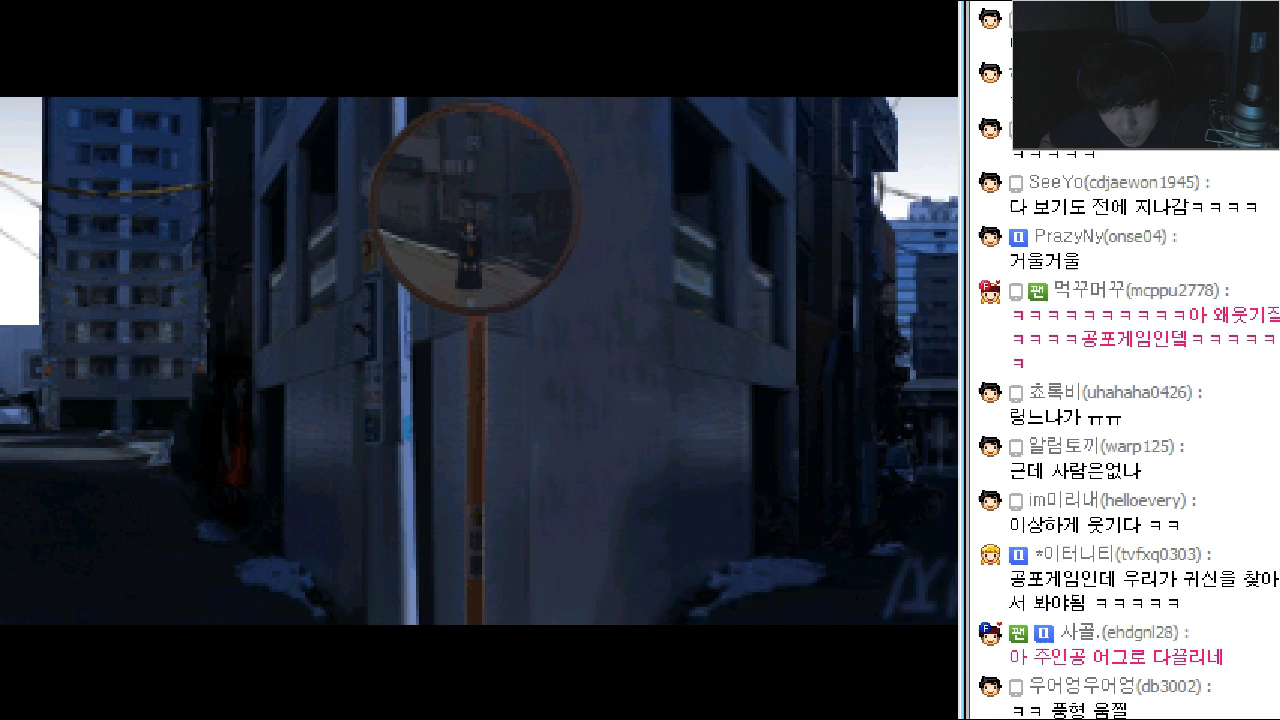 ㅋㅋㅋㅋㅋ
SeeYo(cdjaewon1945) :
다 보기도 전에 지나감ㅋㅋㅋㅋ
PrazyNy(onse04) :
거울거울
팬 먹꾸머꾸(mcppu2778) :
ㅋㅋㅋㅋㅋㅋㅋㅋㅋㅋ아 왜웃기질
ㅋㅋㅋㅋ공포게임인델ㅋㅋㅋㅋㅋ
ㅋ
쵸록비(uhahaha0426) :
렁느나가 ㅠㅠ
알림토끼(warp125) :
근데 사람은없나
im미리내(helloevery) :
이상하게 웃기다 ㅋㅋ
*이터니티(tvfxq0303) :
공포게임인데 우리가 귀신을 찾아
서 봐야됨 ㅋㅋㅋㅋㅋ
팬 사골.(ehdgnl28) :
아 주인공 어그로 다끌리네
우어엉우어엉(db3002) :
ㅋㅋ 풍형 움찔